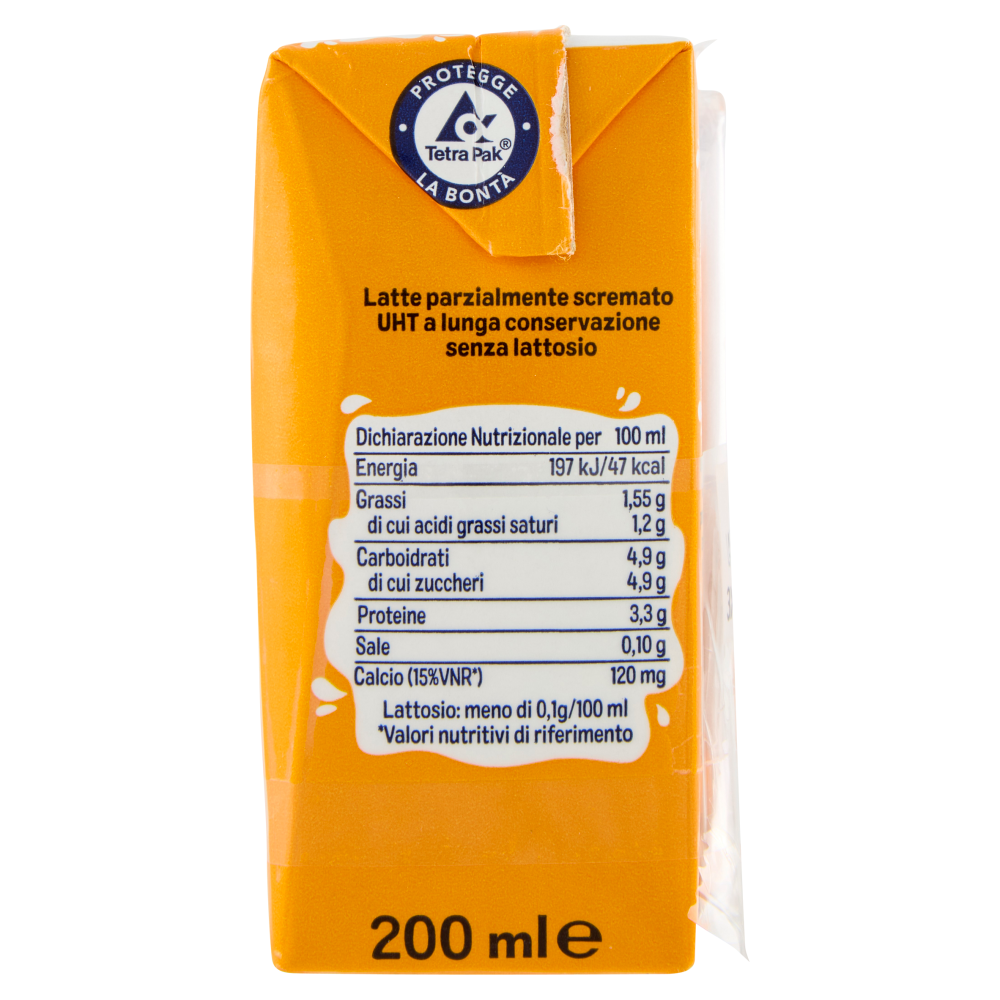 PROTEGGE
Tetra Pak®
LA BONTÀ
Latte parzialmente scremato
UHT a lunga conservazione
senza lattosio
Dichiarazione Nutrizionale per 100 ml
Energia 197 kJ/47 kcal
Grassi 1,55 g
di cui acidi grassi saturi 1,2 g
Carboidrati 4,9 g
di cui zuccheri 4,9 g
Proteine 3,3 g
Sale 0,10 g
Calcio (15%VNR*) 120 mg
Lattosio: meno di 0,1g/100 ml
*Valori nutritivi di riferimento
200 ml e